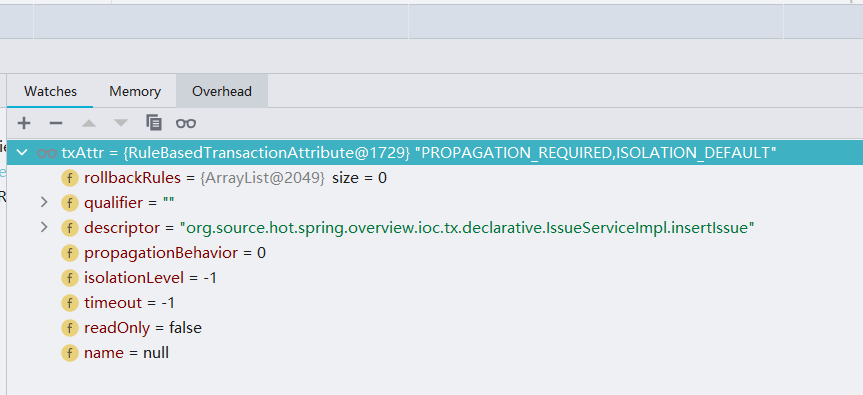 Watches Memory Overhead
txAttr = {RuleBasedTransactionAttribute@1729} "PROPAGATION_REQUIRED,ISOLATION_DEFAULT"
f rollbackRules = {ArrayList@2049} size = 0
f qualifier = ""
f descriptor = "org.source.hot.spring.overview.ioc.tx.declarative.IssueServiceImpl.insertIssue"
f propagationBehavior = 0
f isolationLevel = -1
f timeout = -1
f readOnly = false
f name = null